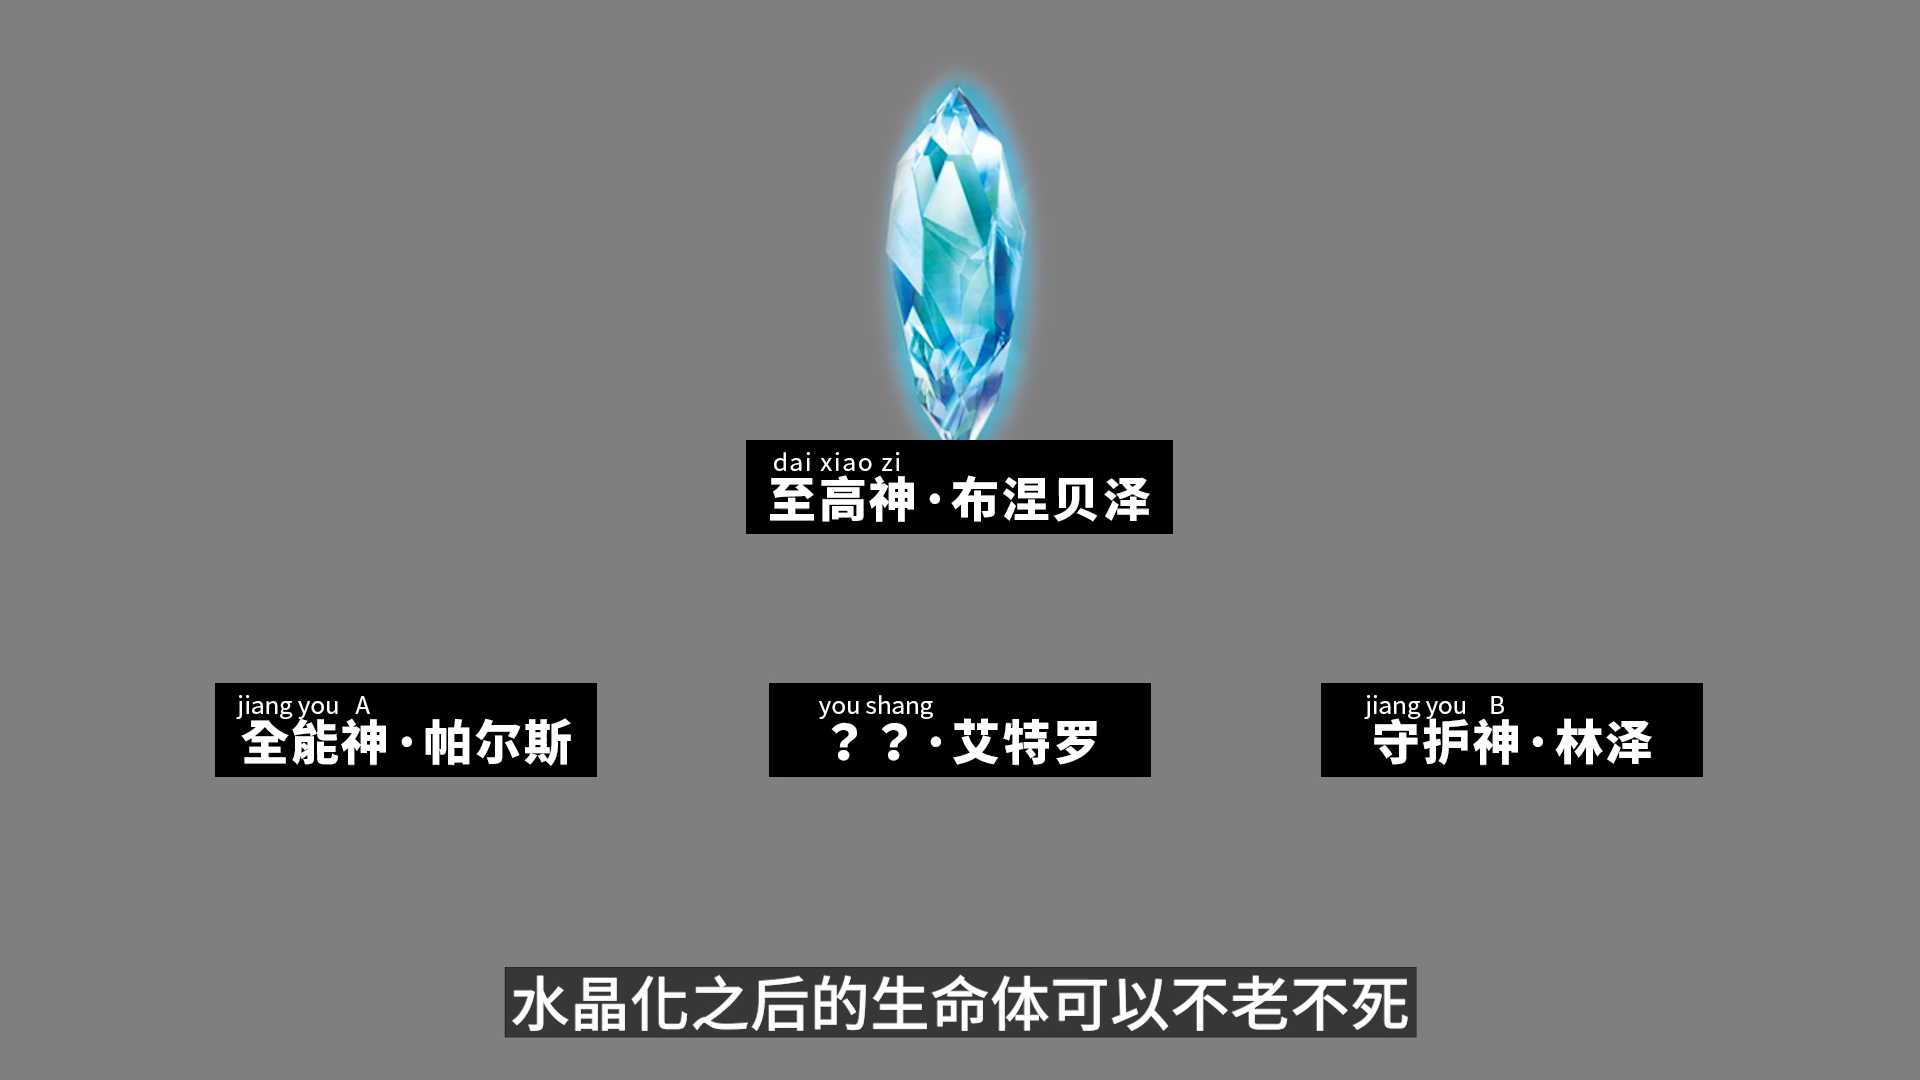 dai xiao zi
至高神·布涅贝泽
jiang you A
全能神·帕尔斯
you shang
？？·艾特罗
jiang you B
守护神·林泽
水晶化之后的生命体可以不老不死